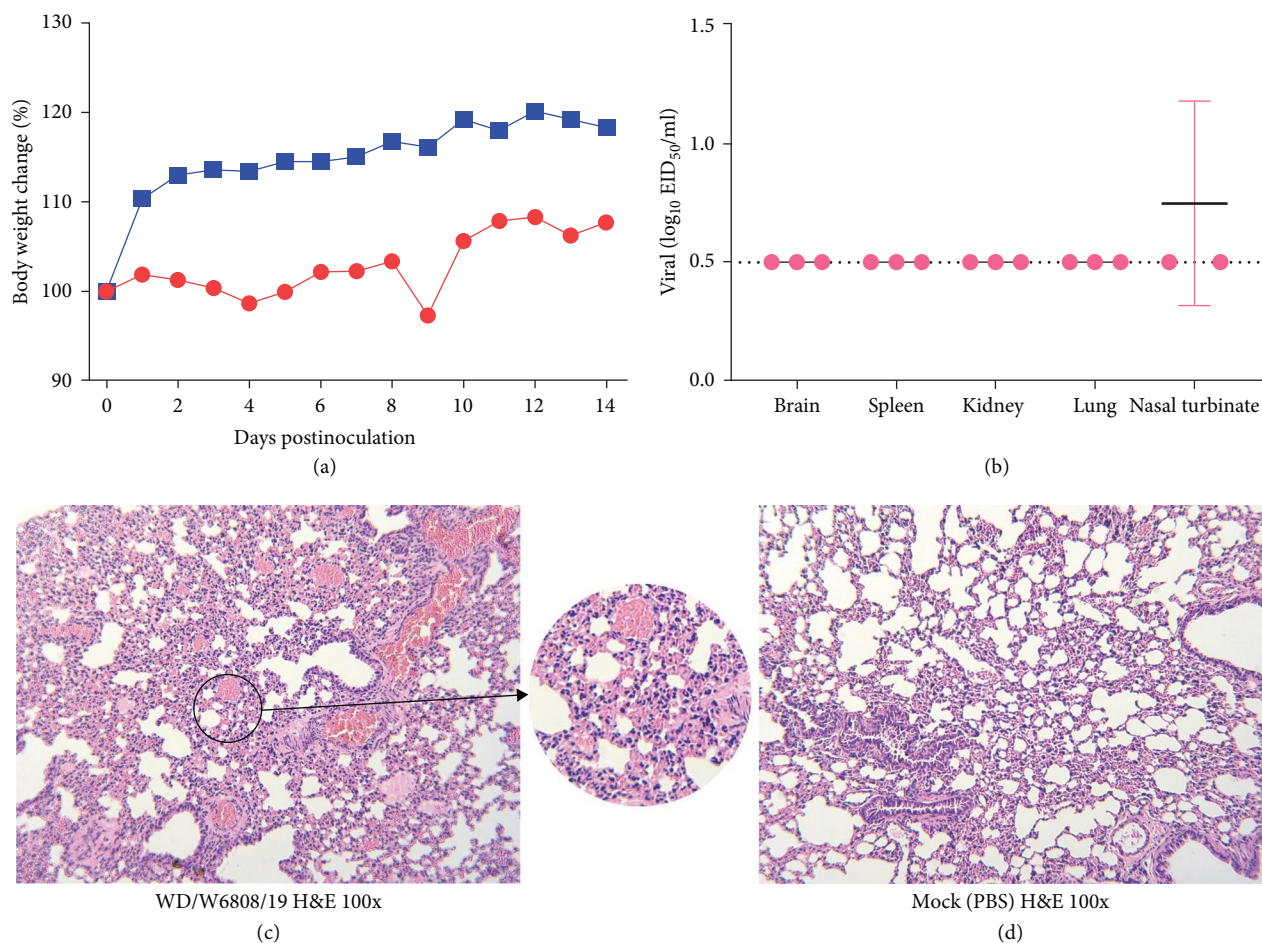 130
120
110
100
90
Body weight change (%)
0 2 4 6 8 10 12 14
Days postinoculation
(a)
1.5
1.0
0.5
0.0
Viral (log10 EID50/ml)
Brain Spleen Kidney Lung Nasal turbinate
(b)
WD/W6808/19 H&E 100x
(c)
Mock (PBS) H&E 100x
(d)